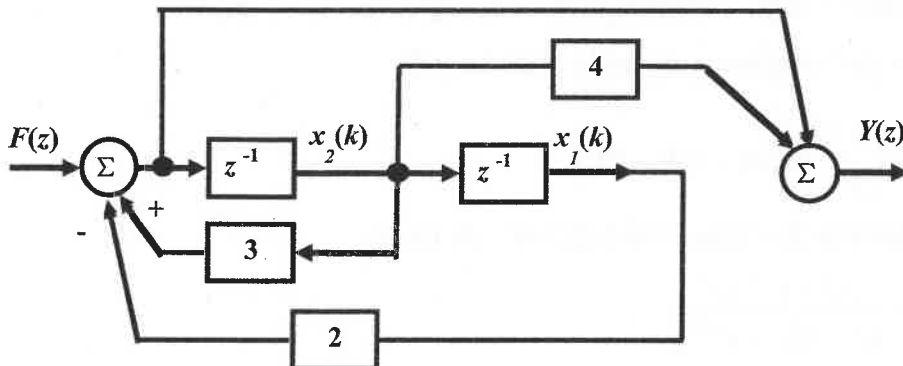 4
F(z)
x₂(k)
x₁(k)
Y(z)
Σ
z⁻¹
z⁻¹
Σ
+
-
3
2